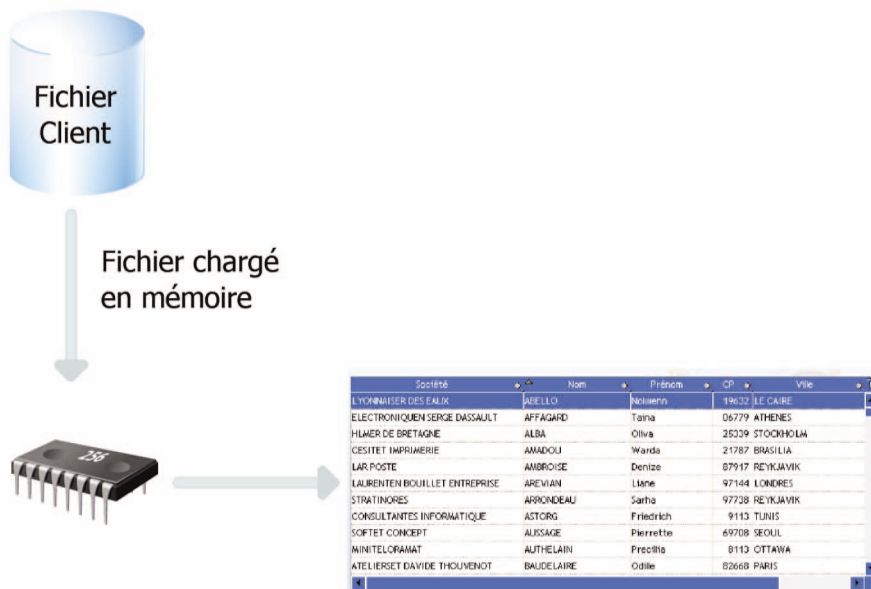 Fichier
Client
Fichier chargé
en mémoire
256
Société Nom Prénom CP Ville
LYONNAISER DES EAUX ABELLO Nolwenn 19632 LE CAIRE
ELECTRONIQUEN SERGE DASSAULT AFFAGARD Taina 06779 ATHENES
HLMER DE BRETAGNE ALBA Oliva 25339 STOCKHOLM
CESITET IMPRIMERIE AMADOU Warda 21787 BRASILIA
LAR POSTE AMBROISE Denize 87917 REYKJAVIK
LAURENTEN BOUILLET ENTREPRISE AREVIAN Liane 97144 LONDRES
STRATINORES ARRONDEAU Sarha 97738 REYKJAVIK
CONSULTANTES INFORMATIQUE ASTORG Friedrich 9113 TUNIS
SOFTET CONCEPT AUSSAGE Pierrette 69708 SEOUL
MINITELORAMAT AUTHELAIN Precillia 8113 OTTAWA
ATELIERSET DAVIDE THOUVENOT BAUDELAIRE Odile 82668 PARIS